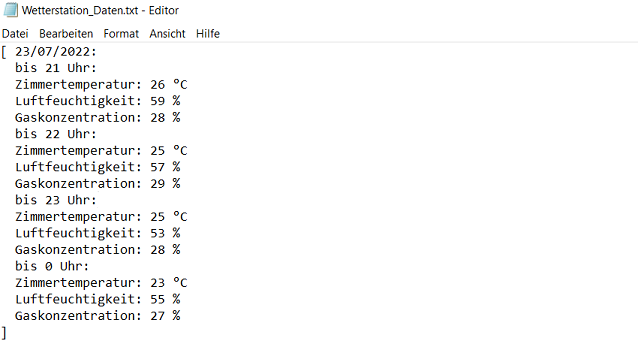 Wetterstation_Daten.txt - Editor
Datei Bearbeiten Format Ansicht Hilfe
[ 23/07/2022:
bis 21 Uhr:
Zimmertemperatur: 26 °C
Luftfeuchtigkeit: 59 %
Gaskonzentration: 28 %
bis 22 Uhr:
Zimmertemperatur: 25 °C
Luftfeuchtigkeit: 57 %
Gaskonzentration: 29 %
bis 23 Uhr:
Zimmertemperatur: 25 °C
Luftfeuchtigkeit: 53 %
Gaskonzentration: 28 %
bis 0 Uhr:
Zimmertemperatur: 23 °C
Luftfeuchtigkeit: 55 %
Gaskonzentration: 27 %
]